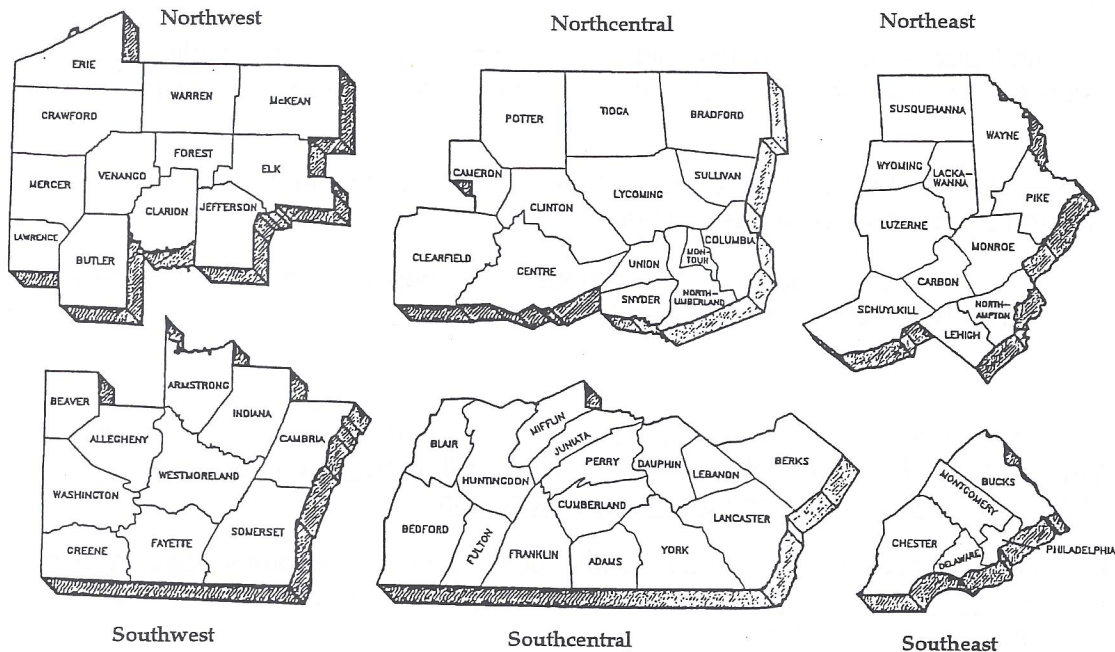 Northwest
ERIE
CRAWFORD
WARREN
McKEAN
MERCER
VENANGO
FOREST
ELK
CLARION
JEFFERSON
LAWRENCE
BUTLER
Northcentral
POTTER
TIOGA
BRADFORD
CAMERON
CLINTON
LYCOMING
SULLIVAN
CLEARFIELD
CENTRE
UNION
MON-
TOUR
COLUMBIA
SNYDER
NORTH-
UMBERLAND
Northeast
SUSQUEHANNA
WAYNE
WYOMING
LACKA-
WANNA
PIKE
LUZERNE
MONROE
CARBON
SCHUYLKILL
NORTH-
AMPTON
LEHIGH
BEAVER
ARMSTRONG
INDIANA
ALLEGHENY
CAMBRIA
WESTMORELAND
WASHINGTON
SOMERSET
FAYETTE
GREENE
Southwest
BLAIR
MIFFLIN
JUNIATA
HUNTINGDON
PERRY
DAUPHIN
LEBANON
BERKS
BEDFORD
CUMBERLAND
LANCASTER
FULTON
FRANKLIN
ADAMS
YORK
Southcentral
BUCKS
MONTGOMERY
CHESTER
DELAWARE
PHILADELPHIA
Southeast